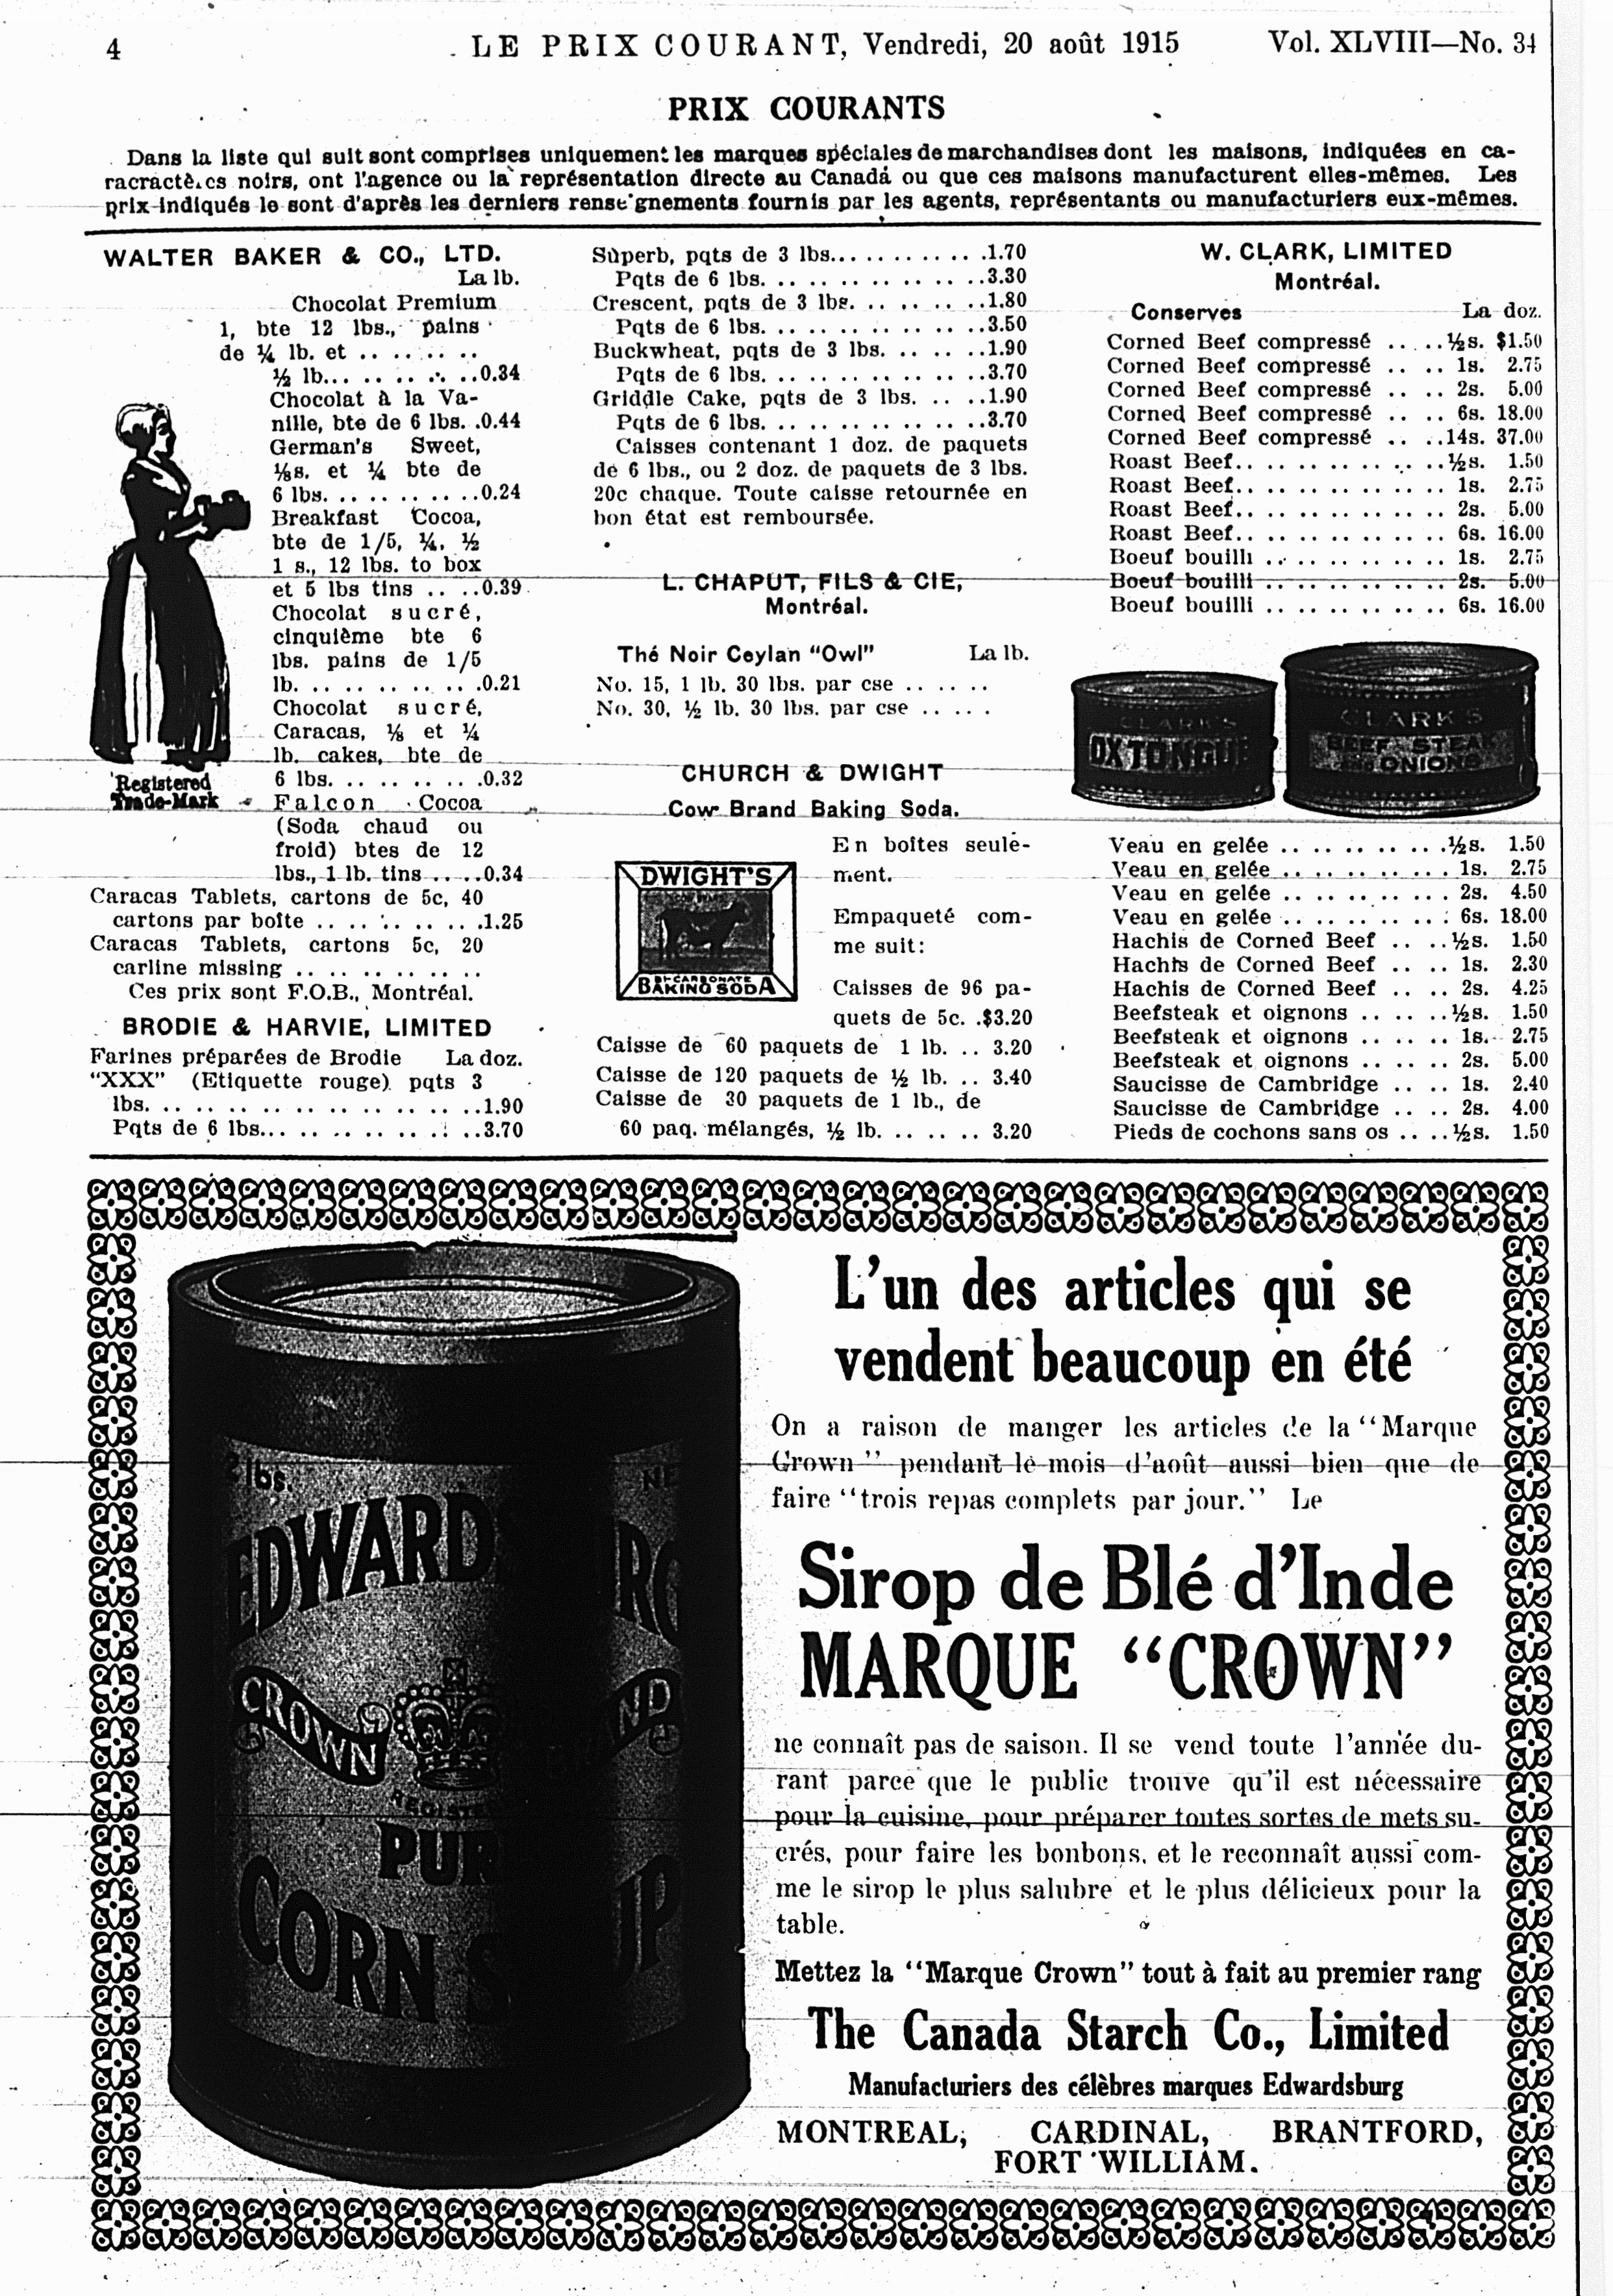 4
LE PRIX COURANT, Vendredi, 20 août 1915
Vol. XLVIII—No. 34
PRIX COURANTS
Dans la liste qui suit sont comprises uniquement les marques spéciales de marchandises dont les maisons, indiquées en ca-
racractères noirs, ont l'agence ou la représentation directe au Canada ou que ces maisons manufacturent elles-mêmes. Les
prix indiqués le sont d'après les derniers renseignements fournis par les agents, représentants ou manufacturiers eux-mêmes.
WALTER BAKER & CO., LTD.
La lb.
Chocolat Premium
1, bte 12 lbs., pains
de ¼ lb. et .. .. .. ..
½ lb... .. .. .. ..0.34
Chocolat à la Va-
nille, bte de 6 lbs. .0.44
German's Sweet,
⅛s. et ¼ bte de
6 lbs. .. .. .. .. ..0.24
Breakfast Cocoa,
bte de 1/5, ¼, ½
1 s., 12 lbs. to box
et 5 lbs tins .. ..0.39
Chocolat sucré,
cinquième bte 6
lbs. pains de 1/5
lb. .. .. .. .. .. .0.21
Chocolat sucré,
Caracas, ⅛ et ¼
lb. cakes, bte de
6 lbs. .. .. .. .. .0.32
Falcon Cocoa
(Soda chaud ou
froid) btes de 12
lbs., 1 lb. tins .. ..0.34
Registered
Trade-Mark
Caracas Tablets, cartons de 5c, 40
cartons par boîte .. .. .. .. .1.25
Caracas Tablets, cartons 5c, 20
carline missing .. .. .. .. ..
Ces prix sont F.O.B., Montréal.
BRODIE & HARVIE, LIMITED
Farines préparées de Brodie La doz.
"XXX" (Etiquette rouge) pqts 3
lbs. .. .. .. .. .. .. .. .. ..1.90
Pqts de 6 lbs... .. .. .. .. ..3.70
Superb, pqts de 3 lbs... .. .. .. .. .1.70
Pqts de 6 lbs. .. .. .. .. .. .. ..3.30
Crescent, pqts de 3 lbs. .. .. .. ..1.80
Pqts de 6 lbs. .. .. .. .. .. .. ..3.50
Buckwheat, pqts de 3 lbs. .. .. ..1.90
Pqts de 6 lbs. .. .. .. .. .. .. ..3.70
Griddle Cake, pqts de 3 lbs. .. ..1.90
Pqts de 6 lbs. .. .. .. .. .. .. ..3.70
Caisses contenant 1 doz. de paquets
de 6 lbs., ou 2 doz. de paquets de 3 lbs.
20c chaque. Toute caisse retournée en
bon état est remboursée.
L. CHAPUT, FILS & CIE,
Montréal.
Thé Noir Ceylan "Owl" La lb.
No. 15, 1 lb. 30 lbs. par cse .. .. ..
No. 30, ½ lb. 30 lbs. par cse .. .. .
CHURCH & DWIGHT
Cow Brand Baking Soda.
DWIGHT'S
BI-CARBONATE
BAKING SODA
En boîtes seule-
ment.
Empaqueté com-
me suit:
Caisses de 96 pa-
quets de 5c. .$3.20
Caisse de 60 paquets de 1 lb. .. 3.20
Caisse de 120 paquets de ½ lb. .. 3.40
Caisse de 30 paquets de 1 lb., de
60 paq. mélangés, ½ lb. .. .. .. 3.20
W. CLARK, LIMITED
Montréal.
Conserves La doz.
Corned Beef compressé .. .. ..½s. $1.50
Corned Beef compressé .. .. .. 1s. 2.75
Corned Beef compressé .. .. .. 2s. 5.00
Corned Beef compressé .. .. .. 6s. 18.00
Corned Beef compressé .. .. ..14s. 37.00
Roast Beef.. .. .. .. .. .. ..½s. 1.50
Roast Beef.. .. .. .. .. .. .. 1s. 2.75
Roast Beef.. .. .. .. .. .. .. 2s. 5.00
Roast Beef.. .. .. .. .. .. .. 6s. 16.00
Boeuf bouilli .. .. .. .. .. .. 1s. 2.75
Boeuf bouilli .. .. .. .. .. .. 2s. 5.00
Boeuf bouilli .. .. .. .. .. .. 6s. 16.00
CLARK'S
OX TONGUE
CLARK'S
BEEF STEAK
AND ONIONS
Veau en gelée .. .. .. .. .. .½s. 1.50
Veau en gelée .. .. .. .. .. .. 1s. 2.75
Veau en gelée .. .. .. .. .. .. 2s. 4.50
Veau en gelée .. .. .. .. .. .. 6s. 18.00
Hachis de Corned Beef .. .. ..½s. 1.50
Hachis de Corned Beef .. .. .. 1s. 2.30
Hachis de Corned Beef .. .. .. 2s. 4.25
Beefsteak et oignons .. .. .. ..½s. 1.50
Beefsteak et oignons .. .. .. .. 1s. 2.75
Beefsteak et oignons .. .. .. .. 2s. 5.00
Saucisse de Cambridge .. .. .. 1s. 2.40
Saucisse de Cambridge .. .. .. 2s. 4.00
Pieds de cochons sans os .. .. ..½s. 1.50
2 lbs. NE
EDWARDS RG
CROWN BRAND
REGISTE
PUR
CORN S UP
L'un des articles qui se
vendent beaucoup en été
On a raison de manger les articles de la "Marque
Crown" pendant le mois d'août aussi bien que de
faire "trois repas complets par jour." Le
Sirop de Blé d'Inde
MARQUE "CROWN"
ne connaît pas de saison. Il se vend toute l'année du-
rant parce que le public trouve qu'il est nécessaire
pour la cuisine, pour préparer toutes sortes de mets su-
crés, pour faire les bonbons, et le reconnaît aussi com-
me le sirop le plus salubre et le plus délicieux pour la
table.
Mettez la "Marque Crown" tout à fait au premier rang
The Canada Starch Co., Limited
Manufacturiers des célèbres marques Edwardsburg
MONTREAL, CARDINAL, BRANTFORD,
FORT WILLIAM.